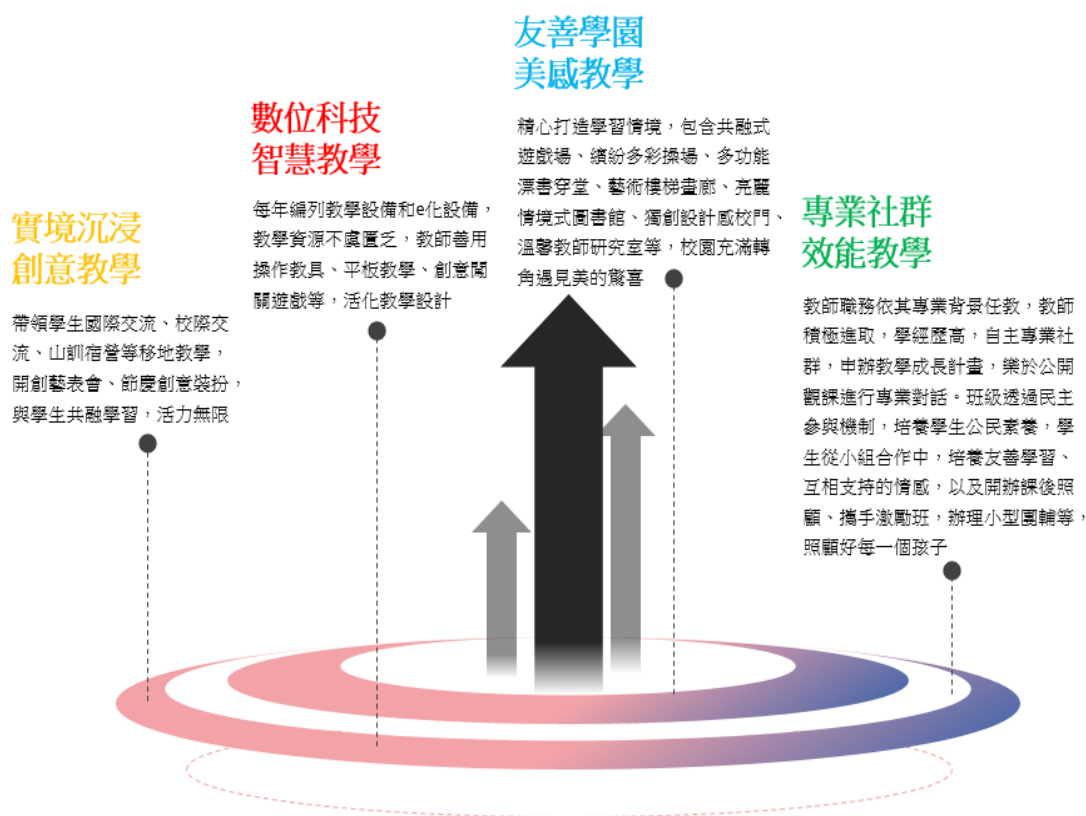 友善學園
美感教學
精心打造學習情境，包含共融式
遊戲場、繽紛多彩操場、多功能
漂書穿堂、藝術樓梯畫廊、亮麗
情境式圖書館、獨創設計感校門、
溫馨教師研究室等，校園充滿轉
角遇見美的驚喜
數位科技
智慧教學
每年編列教學設備和e化設備，
教學資源不虞匱乏，教師善用
操作教具、平板教學、創意闖
關遊戲等，活化教學設計
實境沉浸
創意教學
帶領學生國際交流、校際交
流、山訓宿營等移地教學，
開創藝表會、節慶創意裝扮，
與學生共融學習，活力無限
專業社群
效能教學
教師職務依其專業背景任教，教師
積極進取，學經歷高，自主專業社
群，申辦教學成長計畫，樂於公開
觀課進行專業對話。班級透過民主
參與機制，培養學生公民素養，學
生從小組合作中，培養友善學習、
互相支持的情感，以及開辦課後照
顧、攜手激勵班，辦理小型團輔等，
照顧好每一個孩子